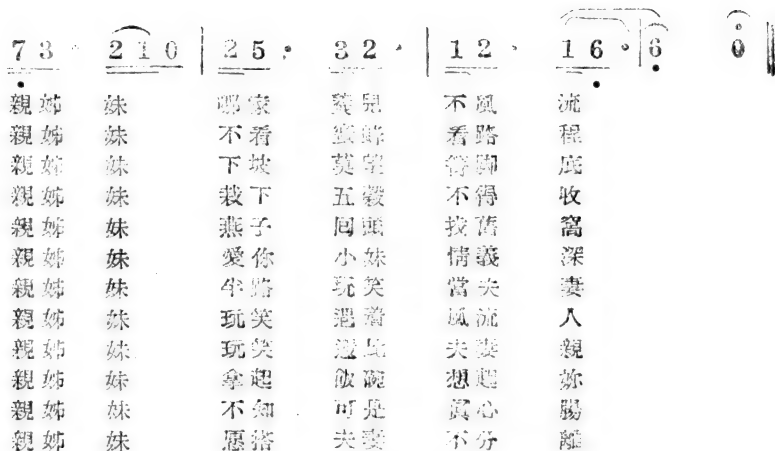 7 3 · 2 1 0 | 2 5 · 3 2 · | 1 2 · 1 6 · | 6 0 ‖
親姊 妹 哪家 兒 不風 流
親姊 妹 不看 看路 程
親姊 妹 下坡 莫望 腳 底
親姊 妹 栽下 五穀 不得 收
親姊 妹 燕子 回頭 找舊 窩
親姊 妹 愛你 小妹 情義 深
親姊 妹 半路 玩笑 當夫 妻
親姊 妹 玩笑 風流 人
親姊 妹 玩笑 夫妻 親
親姊 妹 拿起 飯碗 想起 妳
親姊 妹 不知 可是 真心 腸
親姊 妹 愿搭 夫妻 不分 離